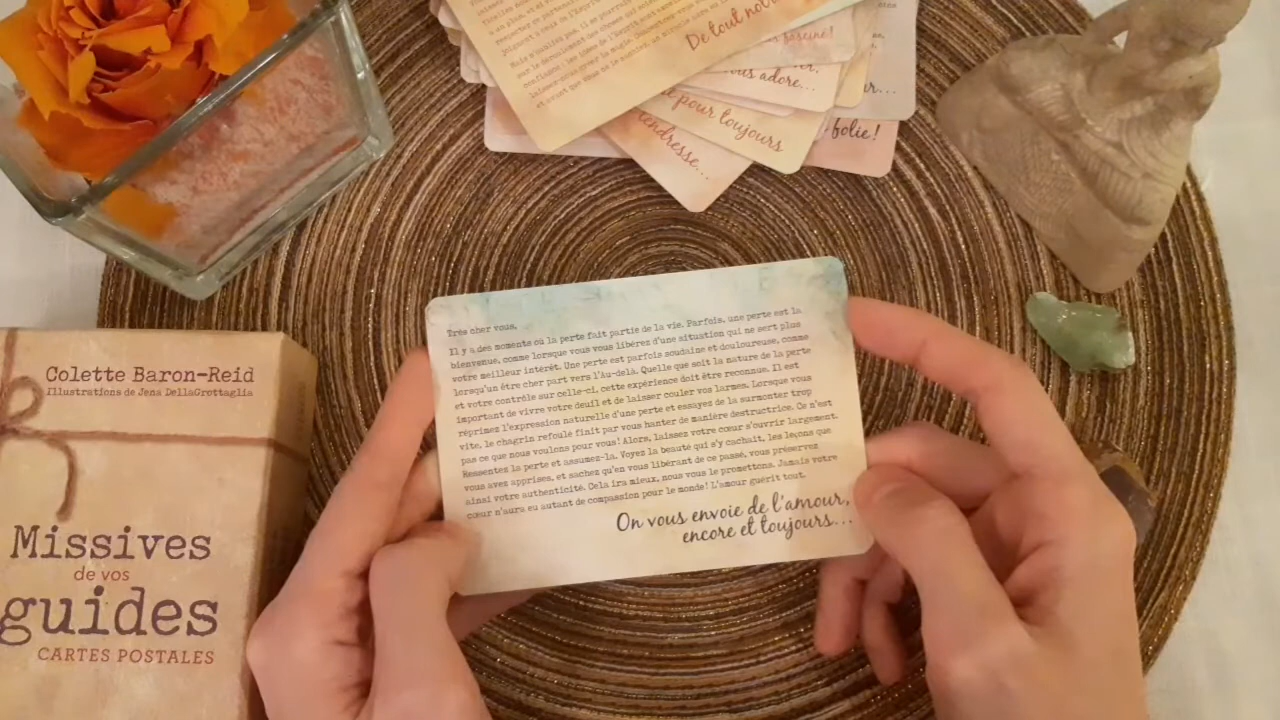 De tout not
fascine!
ous adore...
pour toujours
tendresse...
folie!
Très cher vous,
Il y a des moments où la perte fait partie de la vie. Parfois, une perte est la
bienvenue, comme lorsque vous vous libérez d'une situation qui ne sert plus
votre meilleur intérêt. Une perte est parfois soudaine et douloureuse, comme
lorsqu'un être cher part vers l'Au-delà. Quelle que soit la nature de la perte
et votre contrôle sur celle-ci, cette expérience doit être reconnue. Il est
important de vivre votre deuil et de laisser couler vos larmes. Lorsque vous
réprimez l'expression naturelle d'une perte et essayez de la surmonter trop
vite, le chagrin refoulé finit par vous hanter de manière destructrice. Ce n'est
pas ce que nous voulons pour vous! Alors, laissez votre cœur s'ouvrir largement.
Ressentez la perte et assumez-la. Voyez la beauté qui s'y cachait, les leçons que
vous avez apprises, et sachez qu'en vous libérant de ce passé, vous préservez
ainsi votre authenticité. Cela ira mieux, nous vous le promettons. Jamais votre
cœur n'aura eu autant de compassion pour le monde! L'amour guérit tout.
On vous envoie de l'amour,
encore et toujours...
Colette Baron-Reid
Illustrations de Jena DellaGrottaglia
Missives
de vos
guides
CARTES POSTALES